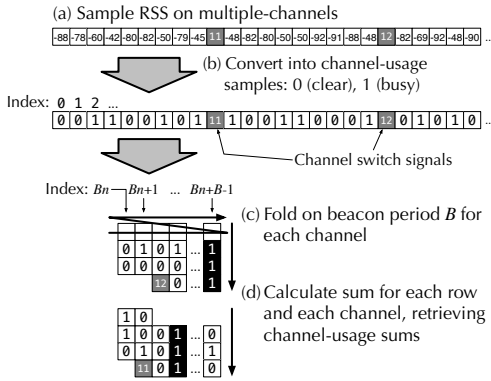 (a) Sample RSS on multiple-channels
-88 -78 -60 -42 -80 -82 -50 -79 -45 11 -48 -82 -80 -50 -50 -92 -91 -88 -48 12 -82 -69 -92 -48 -90 ..
(b) Convert into channel-usage
samples: 0 (clear), 1 (busy)
Index: 0 1 2 ...
0 0 1 1 0 0 1 0 1 11 1 0 0 1 1 0 0 0 1 12 0 1 0 1 0 ..
Channel switch signals
Index: Bn Bn+1 ... Bn+B-1
(c) Fold on beacon period B for
each channel
0 1 0 1 ... 1
0 0 0 0 ... 1
12 0 ... 1
(d) Calculate sum for each row
and each channel, retrieving
channel-usage sums
1 0
0 1 0 1 ... 0
0 1 0 1 ... 1
11 0 1 ... 0